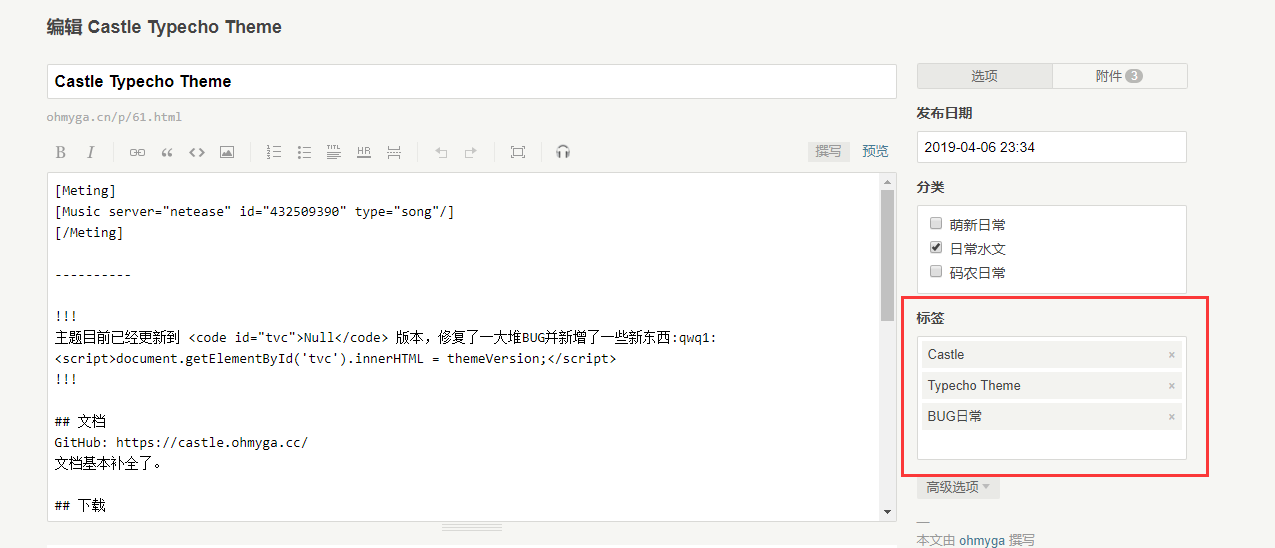 编辑 Castle Typecho Theme
Castle Typecho Theme
ohmyga.cn/p/61.html
B I TITL HR 撰写 预览
[Meting]
[Music server="netease" id="432509390" type="song"/]
[/Meting]
----------
!!!
主题目前已经更新到 <code id="tvc">Null</code> 版本，修复了一大堆BUG并新增了一些新东西:qwq1:
<script>document.getElementById('tvc').innerHTML = themeVersion;</script>
!!!
## 文档
GitHub: https://castle.ohmyga.cc/
文档基本补全了。
## 下载
选项 附件 3
发布日期
2019-04-06 23:34
分类
萌新日常
日常水文
码农日常
标签
Castle ×
Typecho Theme ×
BUG日常 ×
高级选项
—
本文由 ohmyga 撰写